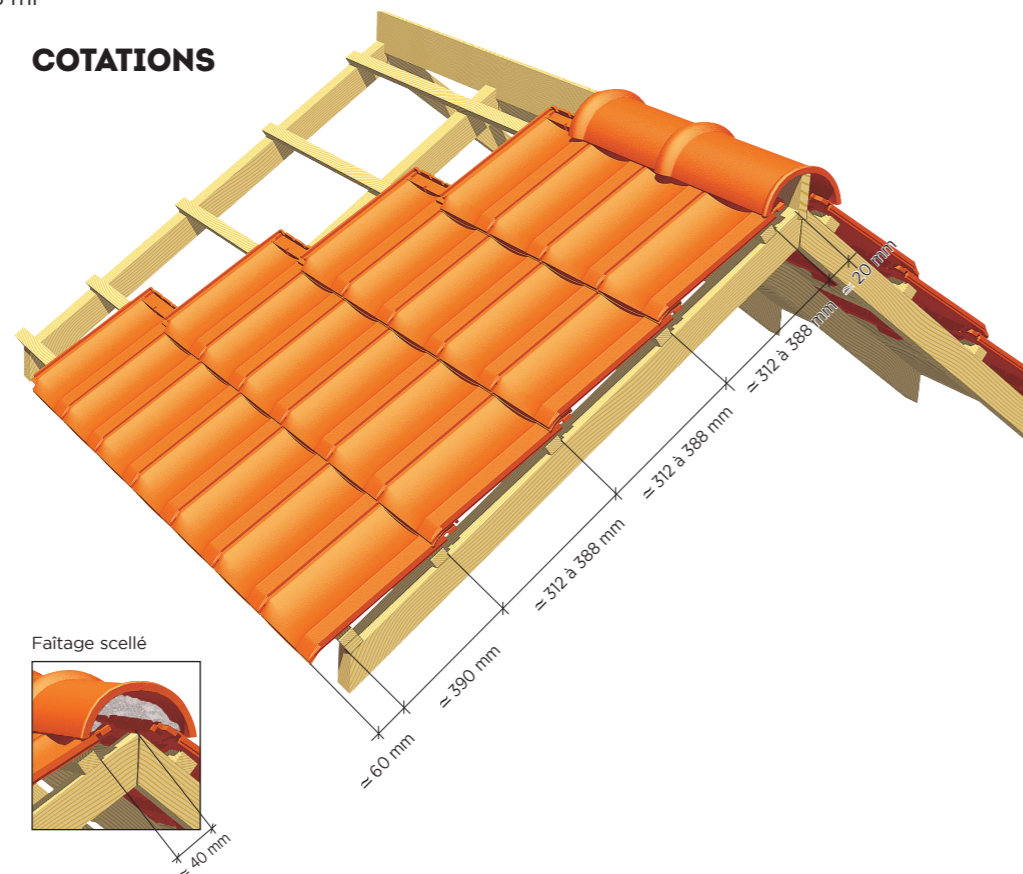 COTATIONS
≃ 20 mm
≃ 312 à 388 mm
≃ 312 à 388 mm
≃ 312 à 388 mm
≃ 390 mm
≃ 60 mm
Faîtage scellé
≃ 40 mm